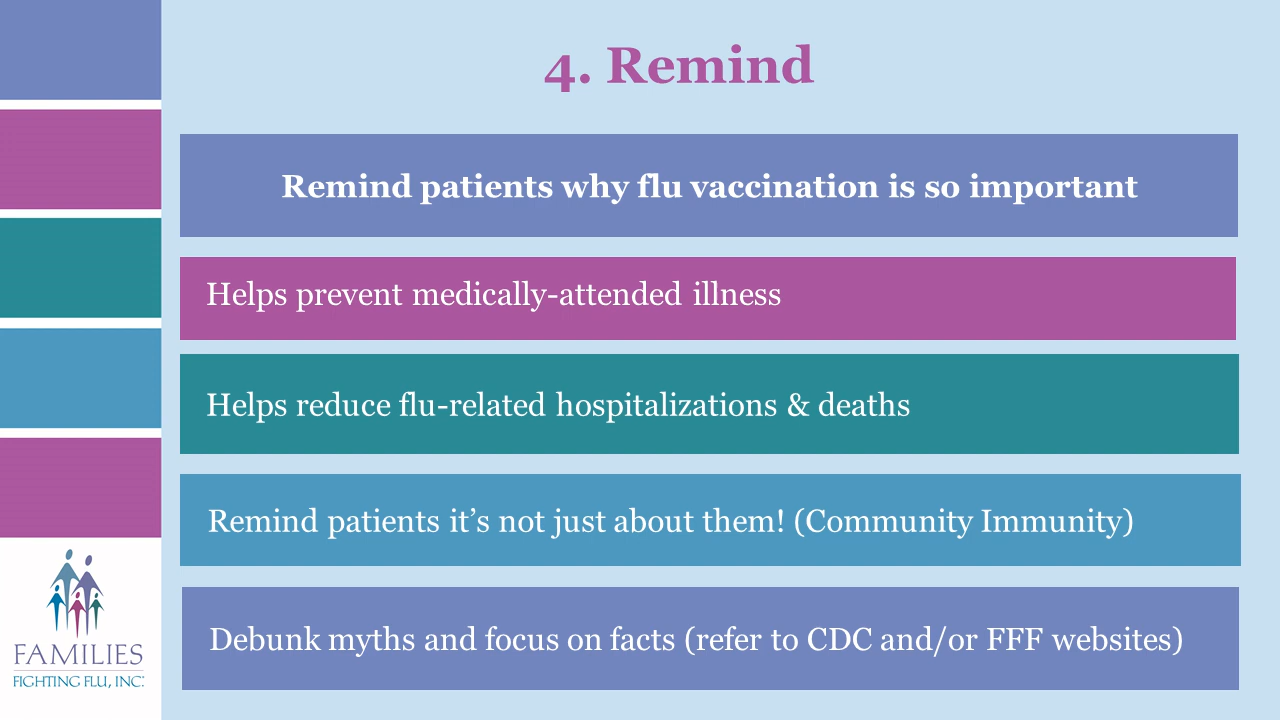 4. Remind
Remind patients why flu vaccination is so important
Helps prevent medically-attended illness
Helps reduce flu-related hospitalizations & deaths
Remind patients it’s not just about them! (Community Immunity)
Debunk myths and focus on facts (refer to CDC and/or FFF websites)
FAMILIES
FIGHTING FLU, INC.